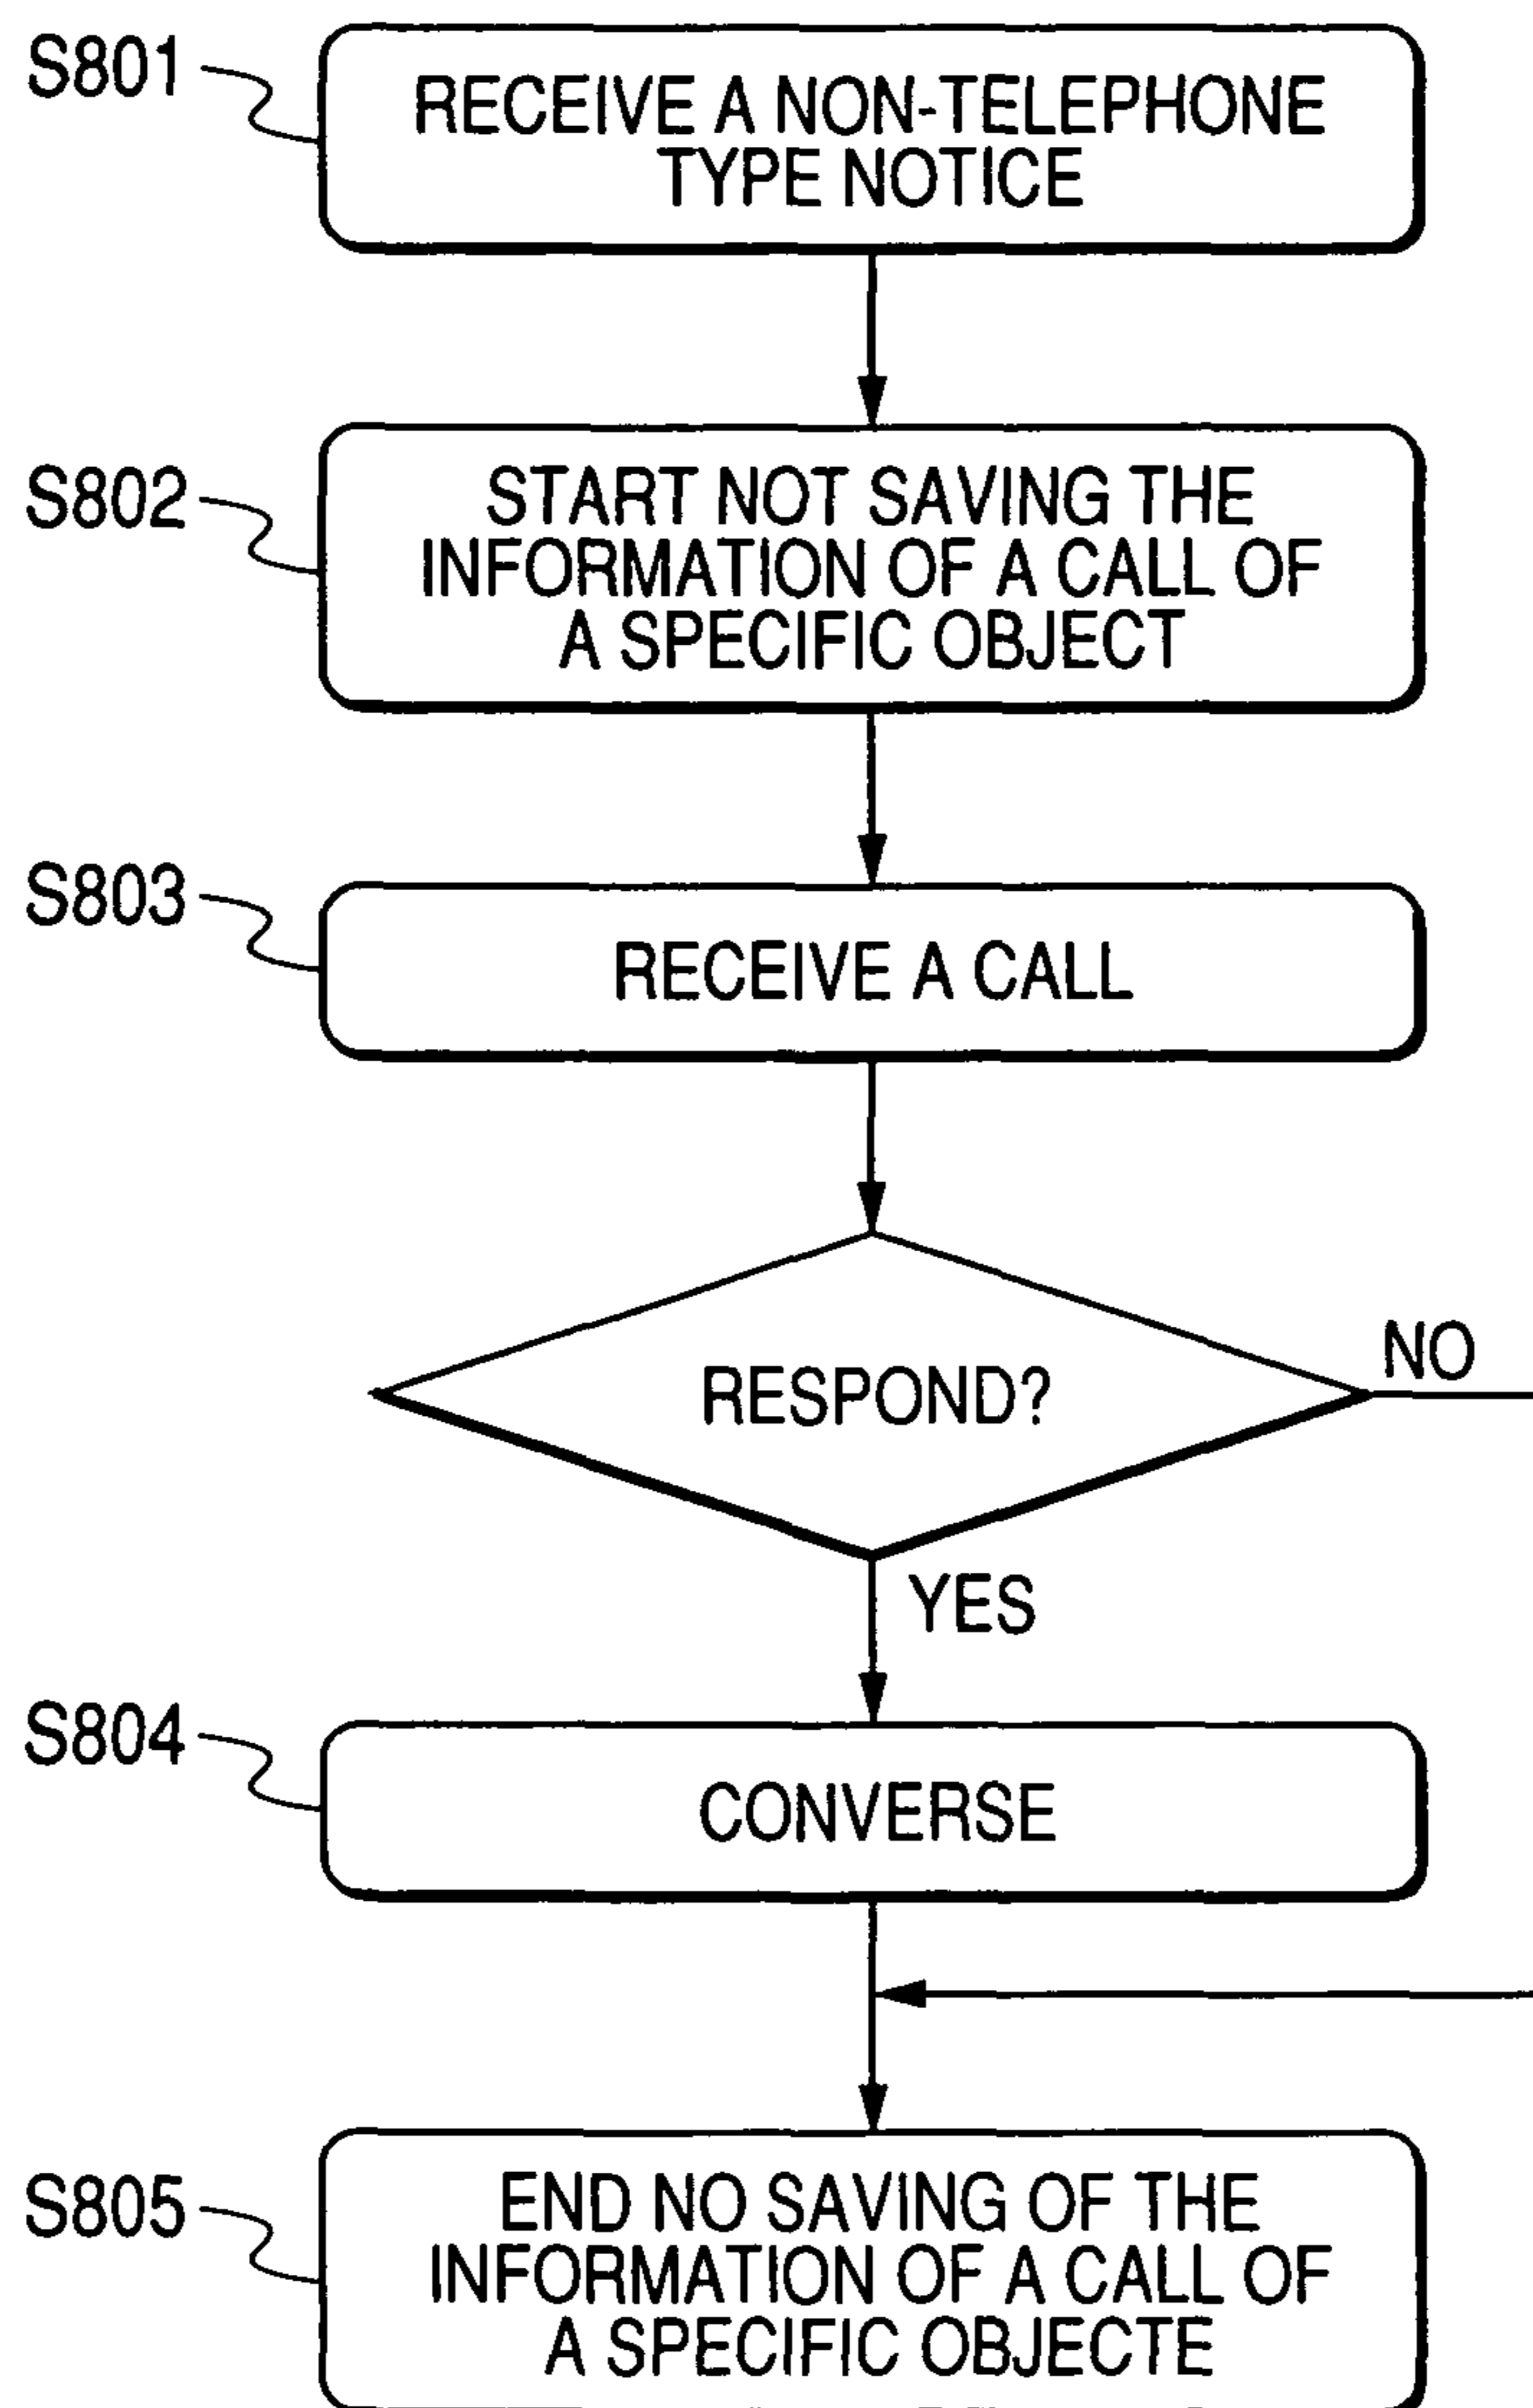 S801
RECEIVE A NON-TELEPHONE
TYPE NOTICE
S802
START NOT SAVING THE
INFORMATION OF A CALL OF
A SPECIFIC OBJECT
S803
RECEIVE A CALL
RESPOND?
NO
YES
S804
CONVERSE
S805
END NO SAVING OF THE
INFORMATION OF A CALL OF
A SPECIFIC OBJECTE